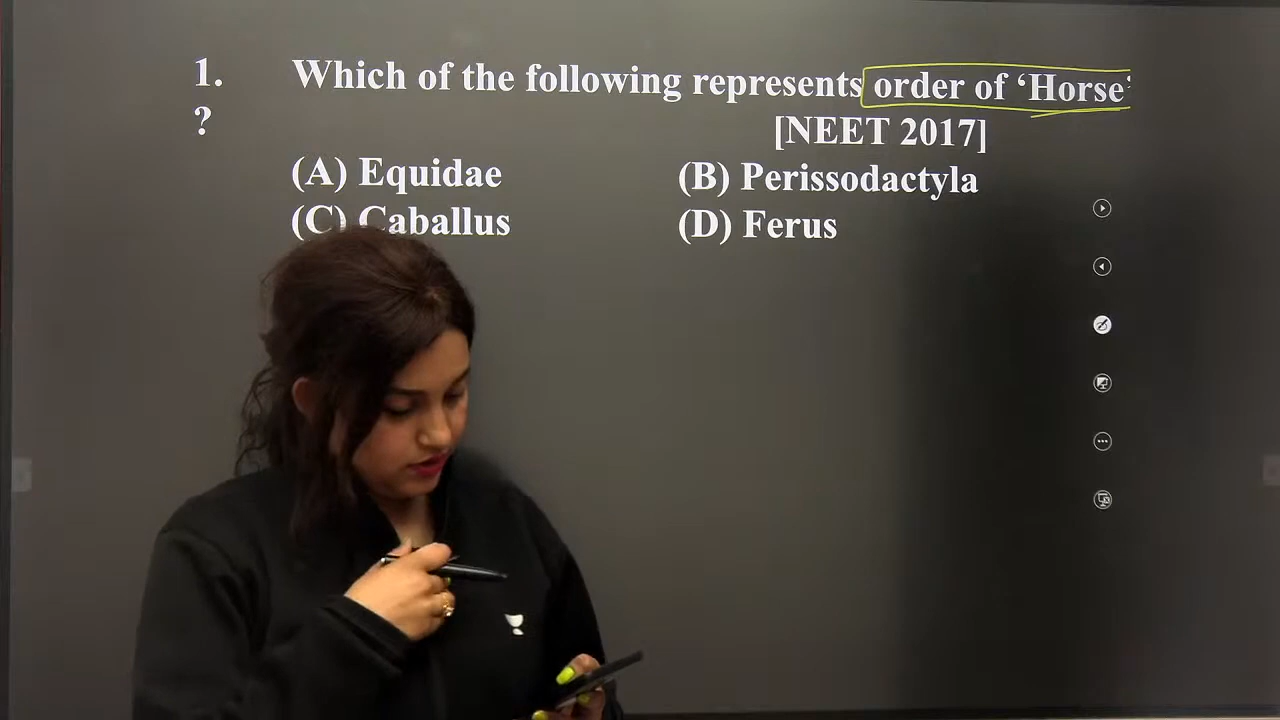 1. Which of the following represents order of ‘Horse’
? [NEET 2017]
(A) Equidae (B) Perissodactyla
(C) Caballus (D) Ferus